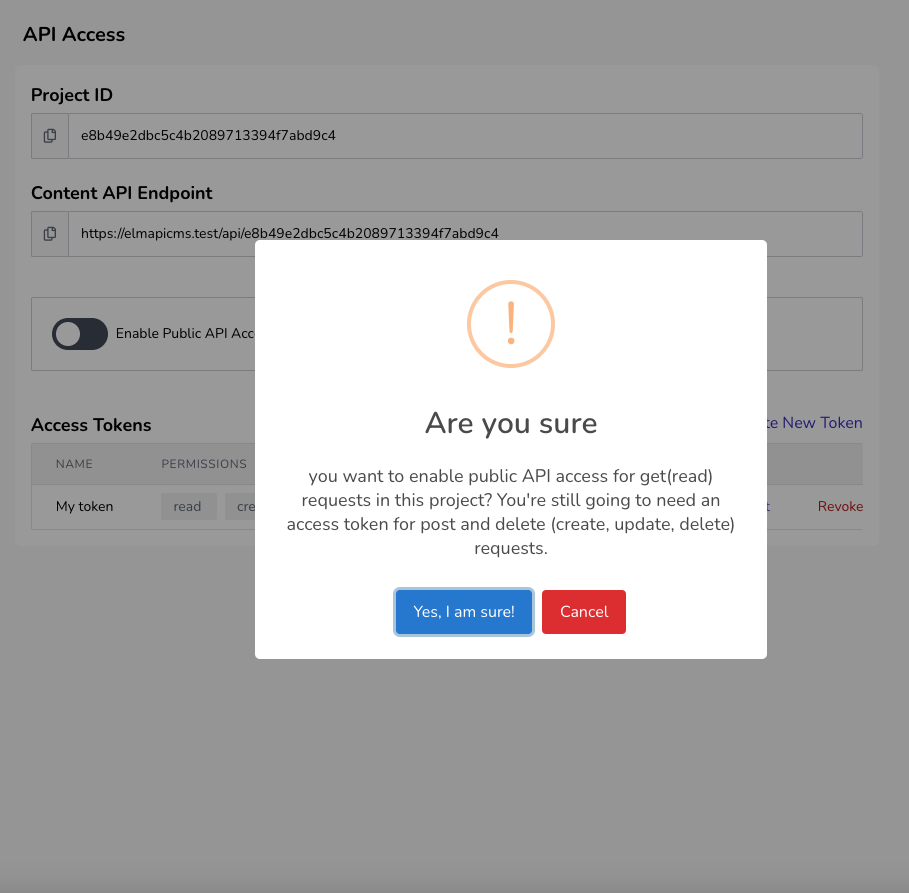 API Access
Project ID
e8b49e2dbc5c4b2089713394f7abd9c4
Content API Endpoint
https://elmapicms.test/api/e8b49e2dbc5c4b2089713394f7abd9c4
Enable Public API
!
Are you sure
you want to enable public API access for get(read)
requests in this project? You're still going to need an
access token for post and delete (create, update, delete)
requests.
Yes, I am sure! Cancel
Access Tokens
New Token
NAME PERMISSIONS
My token read Revoke